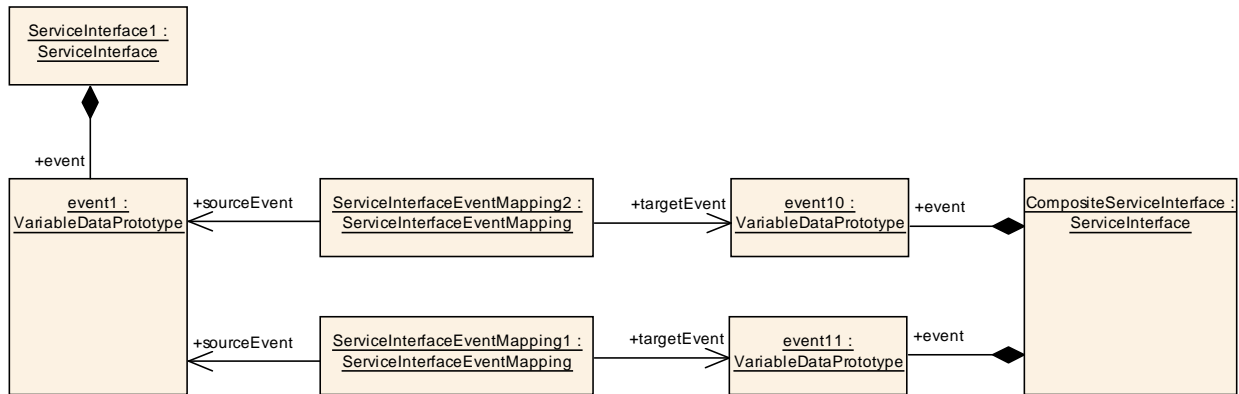 ServiceInterface1 :
ServiceInterface
+event
event1 :
VariableDataPrototype
+sourceEvent
ServiceInterfaceEventMapping2 :
ServiceInterfaceEventMapping
+targetEvent
event10 :
VariableDataPrototype
+event
CompositeServiceInterface :
ServiceInterface
+sourceEvent
ServiceInterfaceEventMapping1 :
ServiceInterfaceEventMapping
+targetEvent
event11 :
VariableDataPrototype
+event